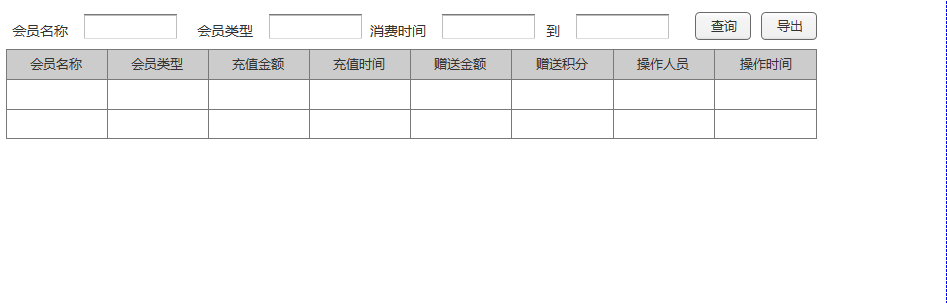 会员名称 会员类型 消费时间 到 查询 导出
会员名称 会员类型 充值金额 充值时间 赠送金额 赠送积分 操作人员 操作时间